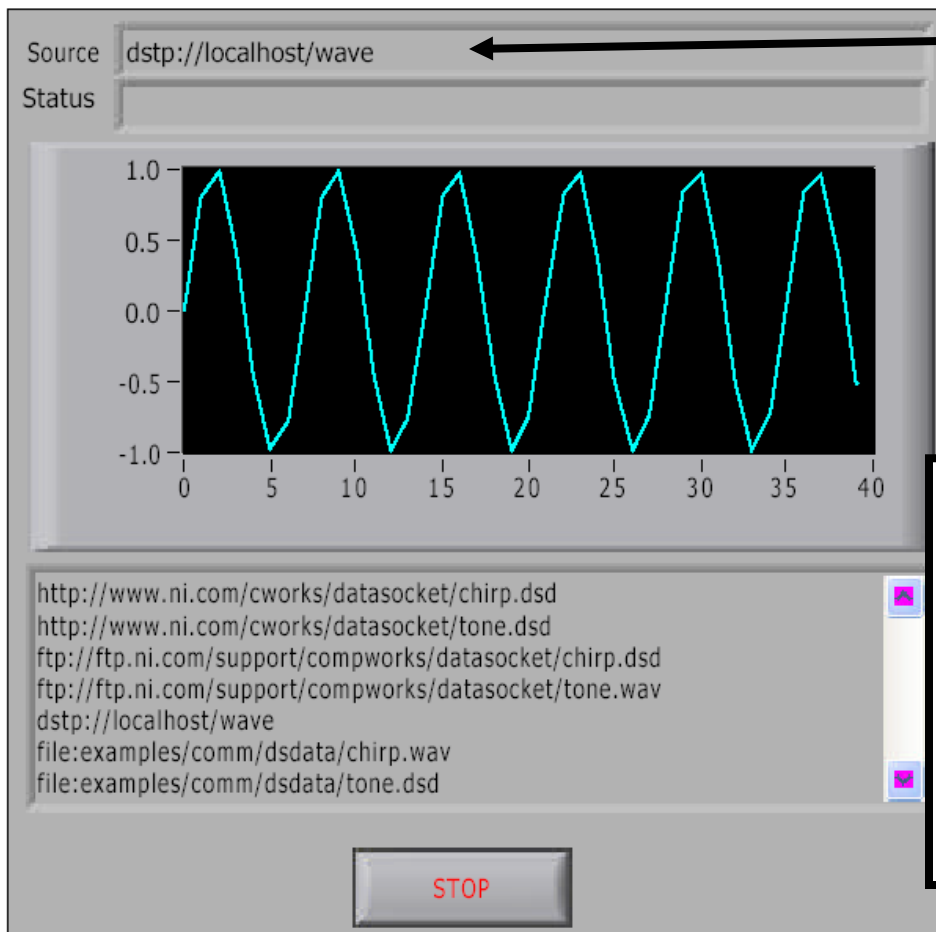 Source dstp://localhost/wave
Status
1.0
0.5
0.0
-0.5
-1.0
0 5 10 15 20 25 30 35 40
http://www.ni.com/cworks/datasocket/chirp.dsd
http://www.ni.com/cworks/datasocket/tone.dsd
ftp://ftp.ni.com/support/compworks/datasocket/chirp.dsd
ftp://ftp.ni.com/support/compworks/datasocket/tone.wav
dstp://localhost/wave
file:examples/comm/dsdata/chirp.wav
file:examples/comm/dsdata/tone.dsd
STOP